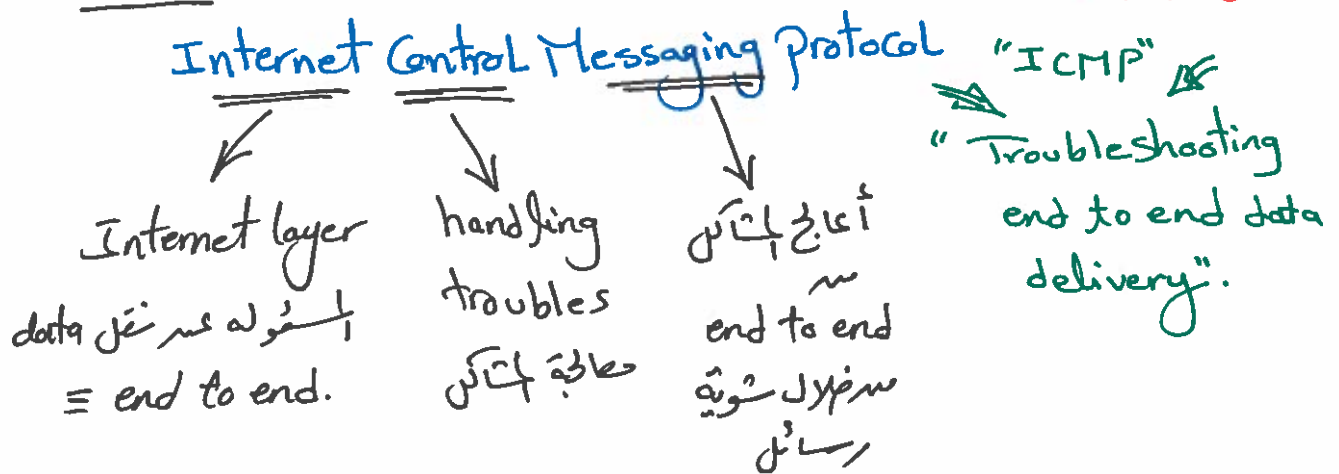 Internet Control Messaging Protocol
"ICMP"
"Troubleshooting
end to end data
delivery".
Internet layer
المسئوله عن نقل data
≡ end to end.
handling
troubles
معالجة المشاكل
أعالج المشاكل
من
end to end
من خلال شوية
رسائل